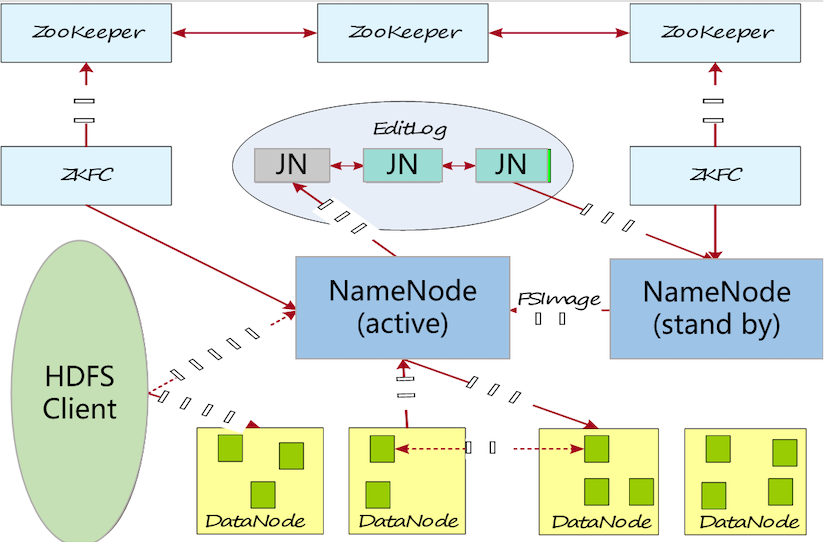 ZooKeeper
ZooKeeper
ZooKeeper
EditLog
ZKFC
JN
JN
JN
ZKFC
NameNode
(active)
FSImage
NameNode
(stand by)
HDFS
Client
DataNode
DataNode
DataNode
DataNode